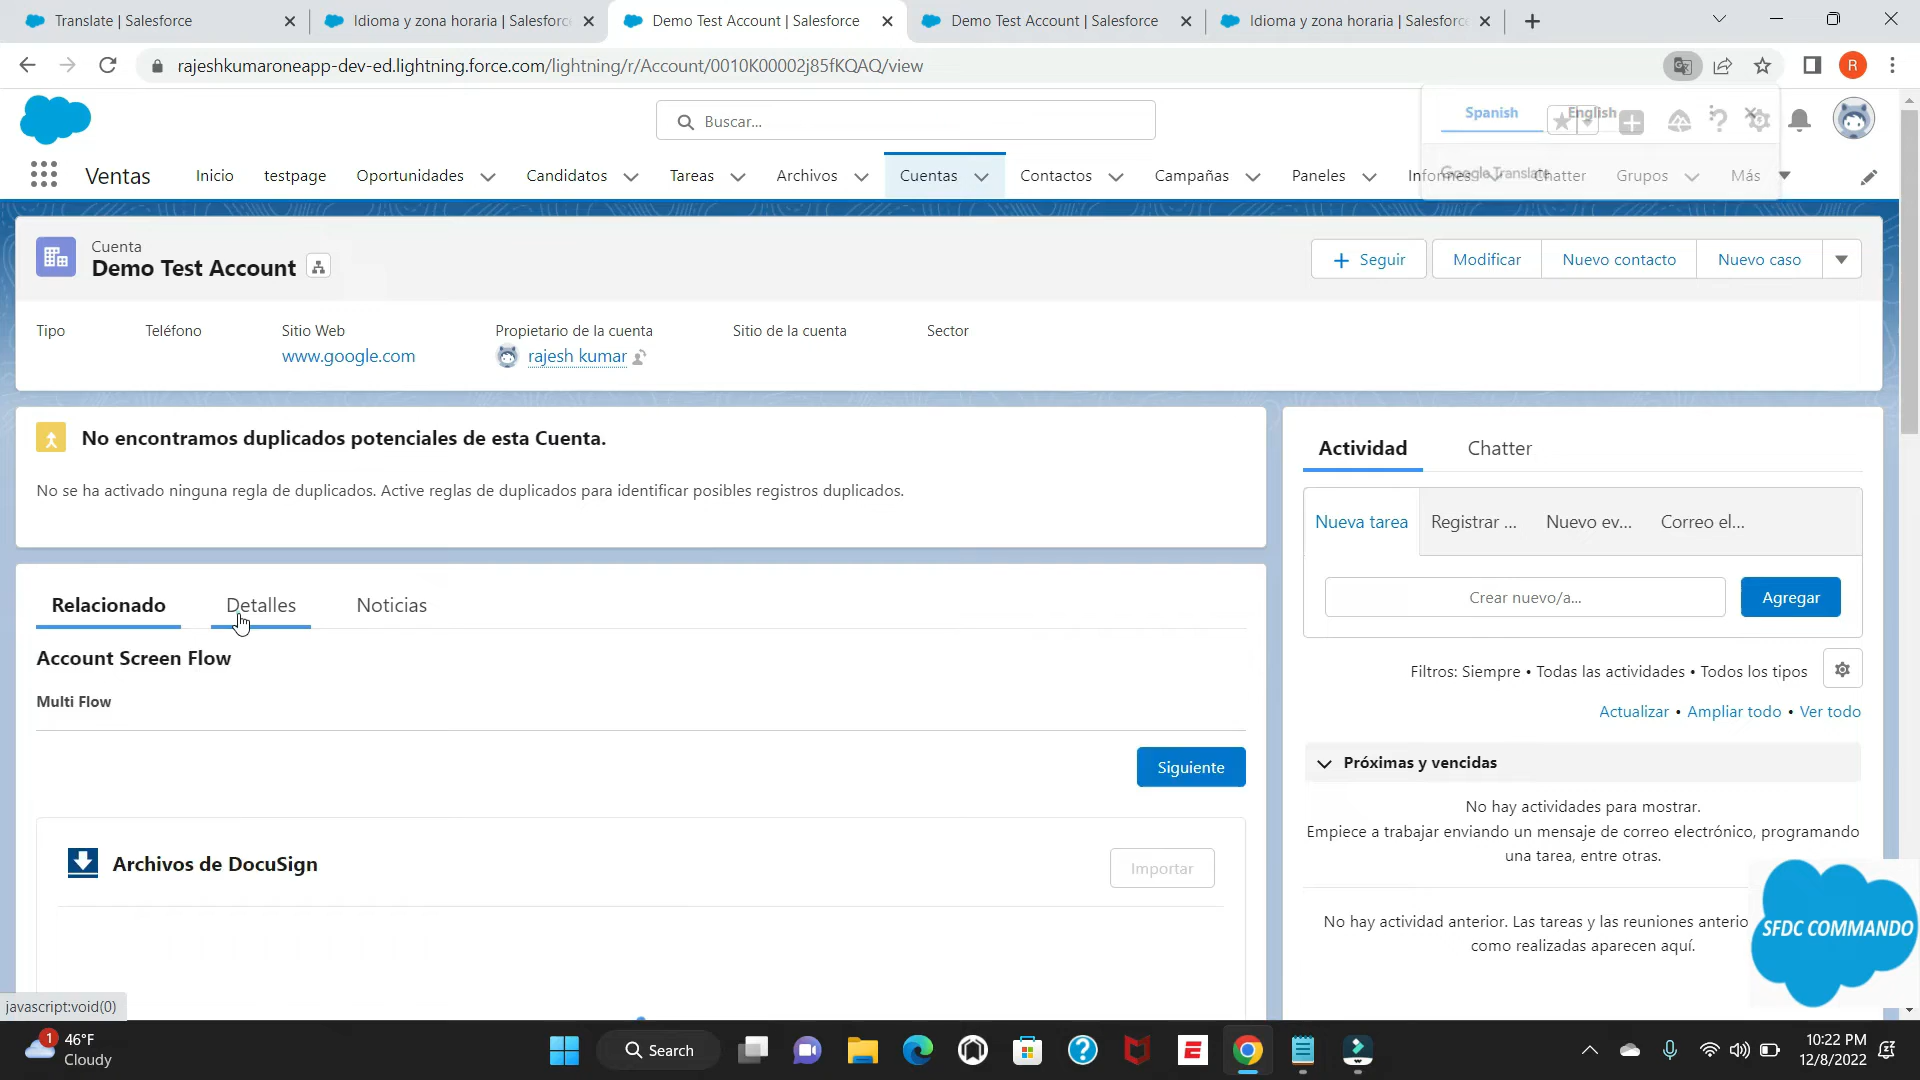 Translate | Salesforce
Idioma y zona horaria | Salesforc
Demo Test Account | Salesforce
Demo Test Account | Salesforce
Idioma y zona horaria | Salesforc
rajeshkumaroneapp-dev-ed.lightning.force.com/lightning/r/Account/0010K00002j85fKQAQ/view
R
Buscar...
Spanish
English
Google Translate
Ventas
Inicio
testpage
Oportunidades
Candidatos
Tareas
Archivos
Cuentas
Contactos
Campañas
Paneles
Informes
Chatter
Grupos
Más
Cuenta
Demo Test Account
Seguir
Modificar
Nuevo contacto
Nuevo caso
Tipo
Teléfono
Sitio Web
Propietario de la cuenta
Sitio de la cuenta
Sector
www.google.com
rajesh kumar
No encontramos duplicados potenciales de esta Cuenta.
No se ha activado ninguna regla de duplicados. Active reglas de duplicados para identificar posibles registros duplicados.
Relacionado
Detalles
Noticias
Account Screen Flow
Multi Flow
Siguiente
Archivos de DocuSign
Importar
Actividad
Chatter
Nueva tarea
Registrar ...
Nuevo ev...
Correo el...
Crear nuevo/a...
Agregar
Filtros: Siempre • Todas las actividades • Todos los tipos
Actualizar • Ampliar todo • Ver todo
Próximas y vencidas
No hay actividades para mostrar.
Empiece a trabajar enviando un mensaje de correo electrónico, programando
una tarea, entre otras.
No hay actividad anterior. Las tareas y las reuniones anterio
como realizadas aparecen aquí.
SFDC COMMANDO
javascript:void(0)
1
46°F
Cloudy
Search
10:22 PM
12/8/2022